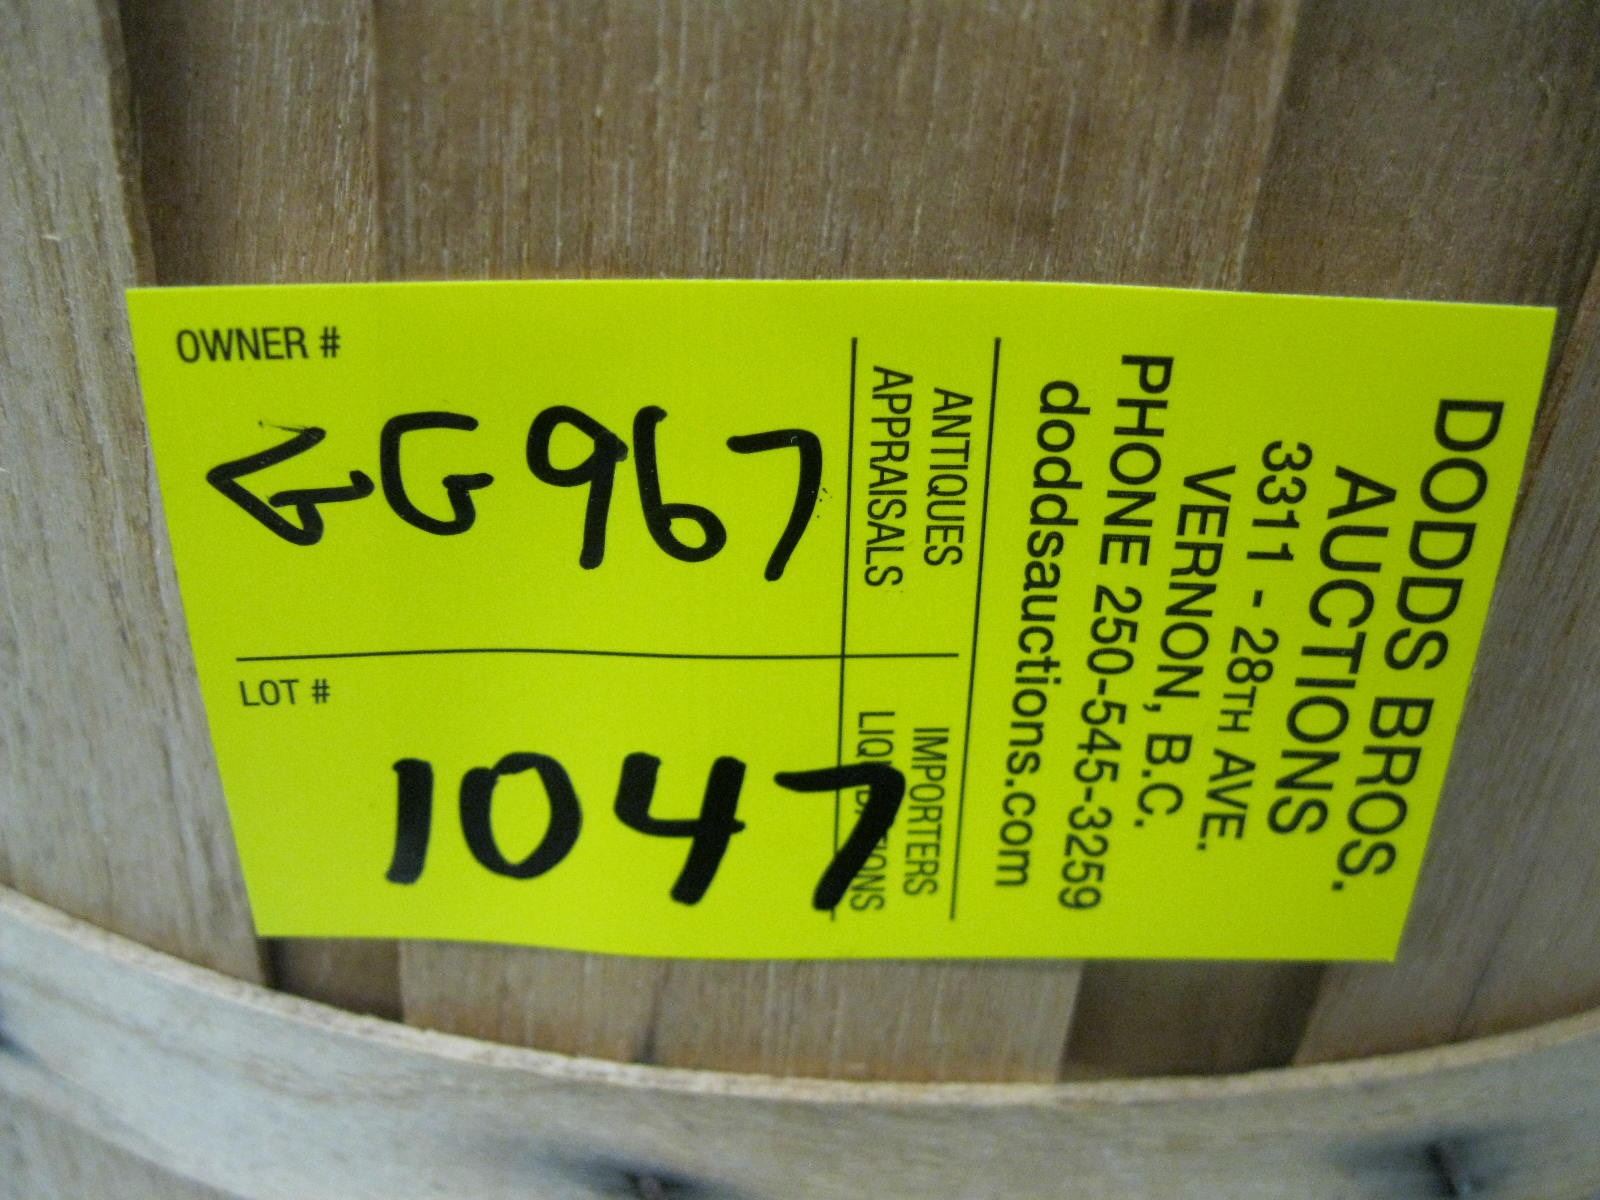 OWNER #
GG967
LOT #
1047
ANTIQUES
APPRAISALS
IMPORTERS
LIQUIDATIONS
DODDS BROS.
AUCTIONS
3311 - 28TH AVE.
VERNON, B.C.
PHONE 250-545-3259
doddsauctions.com